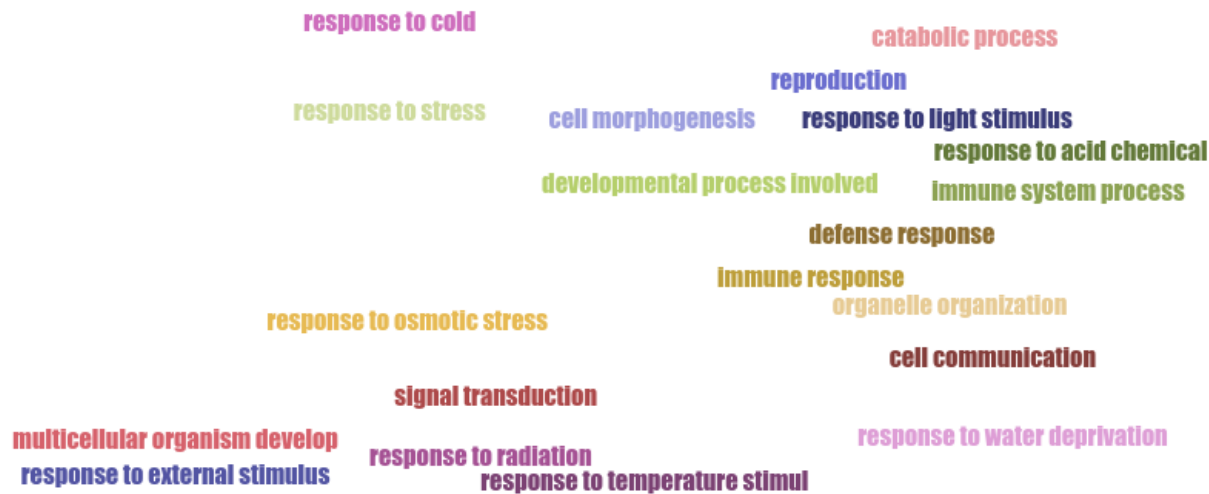 response to cold
catabolic process
reproduction
response to stress
cell morphogenesis
response to light stimulus
response to acid chemical
developmental process involved
immune system process
defense response
immune response
organelle organization
response to osmotic stress
cell communication
signal transduction
multicellular organism develop
response to water deprivation
response to radiation
response to external stimulus
response to temperature stimul